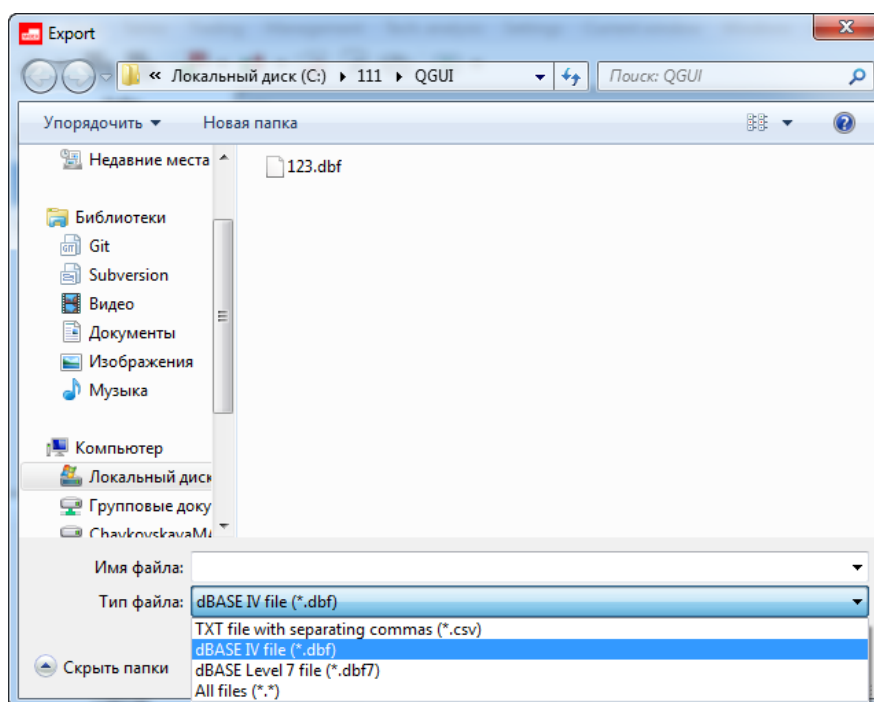 Export
« Локальный диск (C:) 111 QGUI
Поиск: QGUI
Упорядочить
Новая папка
Недавние места
123.dbf
Библиотеки
Git
Subversion
Видео
Документы
Изображения
Музыка
Компьютер
Локальный диск
Групповые доку
ChaykovskayaM
Имя файла:
Тип файла: dBASE IV file (*.dbf)
TXT file with separating commas (*.csv)
dBASE IV file (*.dbf)
dBASE Level 7 file (*.dbf7)
All files (*.*)
Скрыть папки